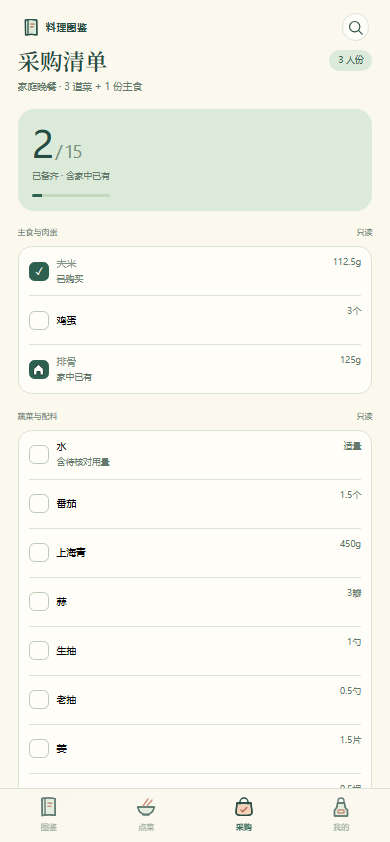 料理图鉴
采购清单
3 人份
家庭晚餐 · 3 道菜 + 1 份主食
2/15
已备齐 · 含家中已有
主食与肉蛋
只读
大米
112.5g
已购买
鸡蛋
3个
排骨
125g
家中已有
蔬菜与配料
只读
水
适量
含待核对用量
番茄
1.5个
上海青
450g
蒜
3瓣
生抽
1勺
老抽
0.5勺
姜
1.5片
图鉴
点菜
采购
我的